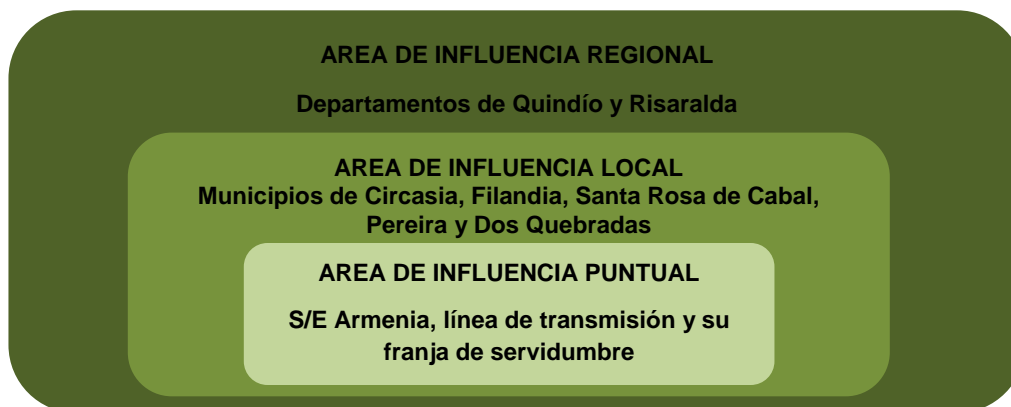 AREA DE INFLUENCIA REGIONAL
Departamentos de Quindío y Risaralda
AREA DE INFLUENCIA LOCAL
Municipios de Circasia, Filandia, Santa Rosa de Cabal,
Pereira y Dos Quebradas
AREA DE INFLUENCIA PUNTUAL
S/E Armenia, línea de transmisión y su
franja de servidumbre